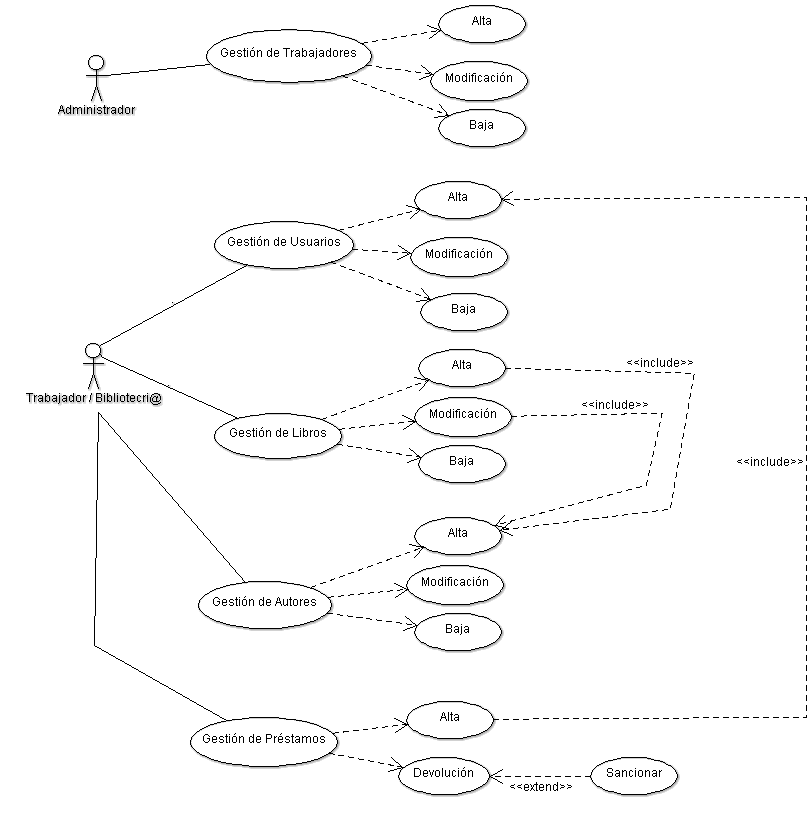 Alta
Gestión de Trabajadores
Modificación
Administrador
Baja
Alta
Gestión de Usuarios
Modificación
Baja
<<include>>
Alta
Trabajador / Bibliotecri@
<<include>>
Modificación
Gestión de Libros
Baja
<<include>>
Alta
Modificación
Gestión de Autores
Baja
Alta
Gestión de Préstamos
Devolución
Sancionar
<<extend>>